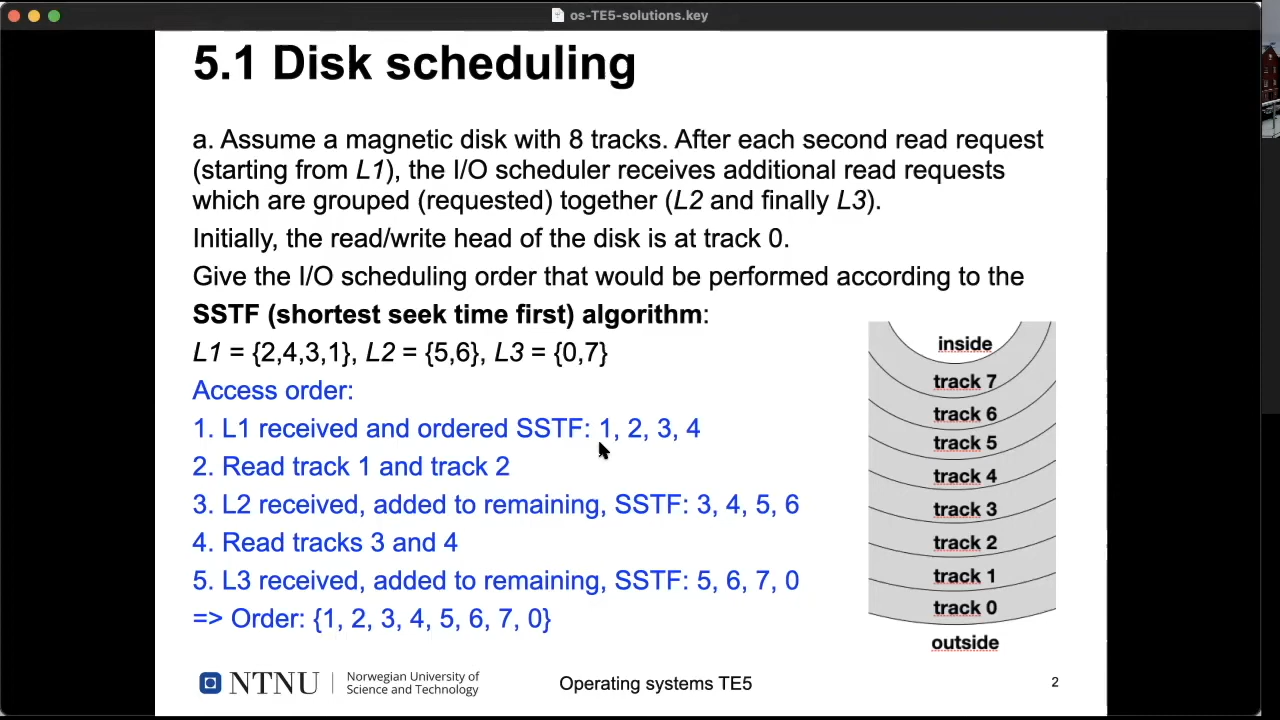 os-TE5-solutions.key
5.1 Disk scheduling
a. Assume a magnetic disk with 8 tracks. After each second read request
(starting from L1), the I/O scheduler receives additional read requests
which are grouped (requested) together (L2 and finally L3).
Initially, the read/write head of the disk is at track 0.
Give the I/O scheduling order that would be performed according to the
SSTF (shortest seek time first) algorithm:
L1 = {2,4,3,1}, L2 = {5,6}, L3 = {0,7}
Access order:
1. L1 received and ordered SSTF: 1, 2, 3, 4
2. Read track 1 and track 2
3. L2 received, added to remaining, SSTF: 3, 4, 5, 6
4. Read tracks 3 and 4
5. L3 received, added to remaining, SSTF: 5, 6, 7, 0
=> Order: {1, 2, 3, 4, 5, 6, 7, 0}
inside
track 7
track 6
track 5
track 4
track 3
track 2
track 1
track 0
outside
NTNU
Norwegian University of
Science and Technology
Operating systems TE5
2